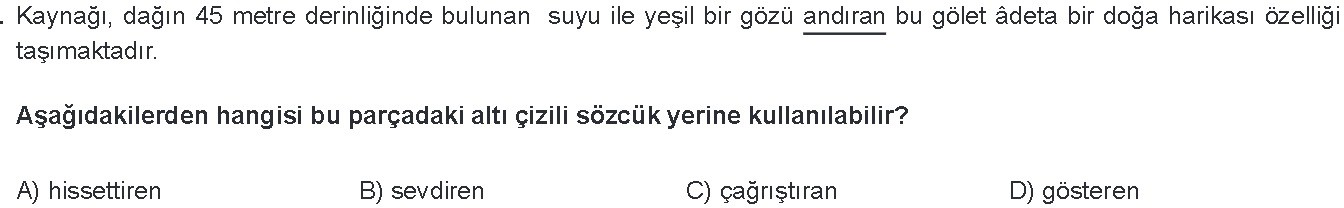 . Kaynağı, dağın 45 metre derinliğinde bulunan suyu ile yeşil bir gözü andıran bu gölet âdeta bir doğa harikası özelliği
taşımaktadır.
Aşağıdakilerden hangisi bu parçadaki altı çizili sözcük yerine kullanılabilir?
A) hissettiren B) sevdiren C) çağrıştıran D) gösteren